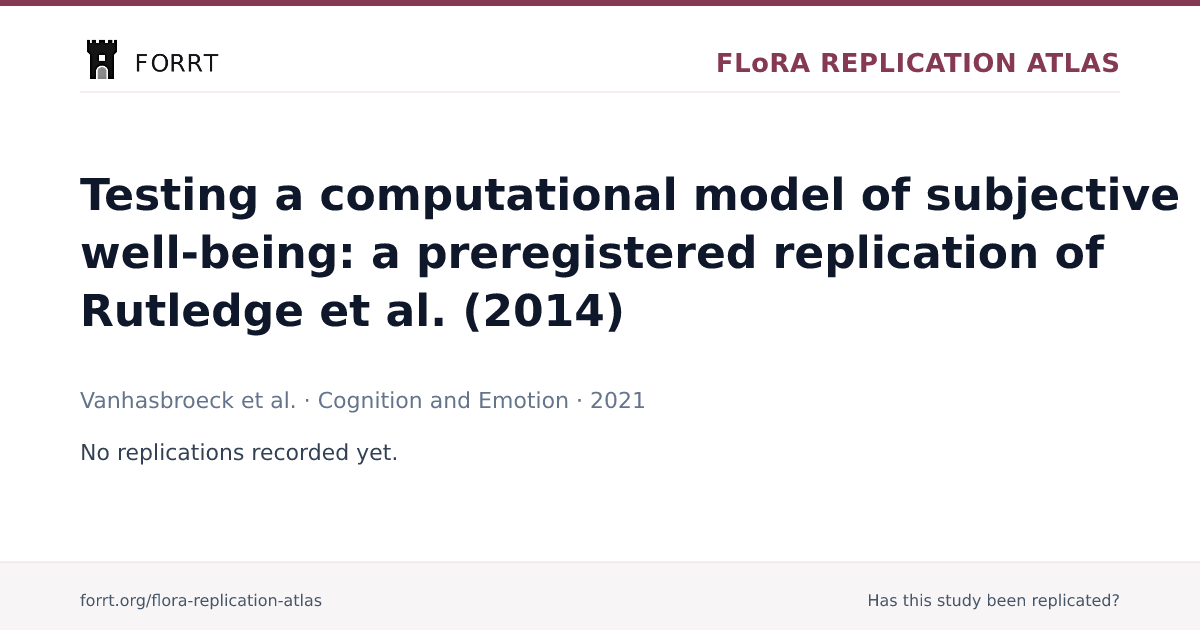 FORRT
FLoRA REPLICATION ATLAS
Testing a computational model of subjective
well-being: a preregistered replication of
Rutledge et al. (2014)
Vanhasbroeck et al. · Cognition and Emotion · 2021
No replications recorded yet.
forrt.org/flora-replication-atlas
Has this study been replicated?